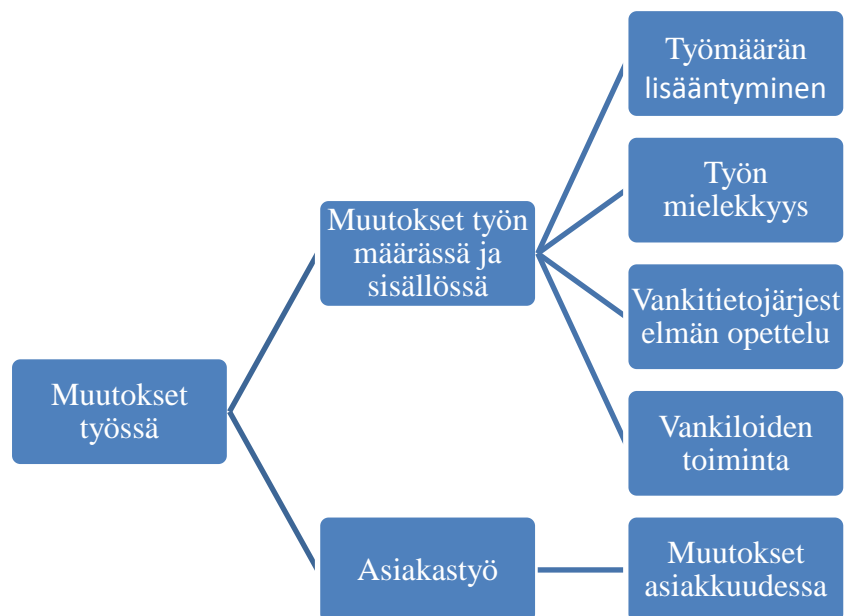 Työmäärän
lisääntyminen
Työn
mielekkyys
Muutokset työn
määrässä ja
sisällössä
Vankitietojärjest
elmän opettelu
Muutokset
työssä
Vankiloiden
toiminta
Asiakastyö
Muutokset
asiakkuudessa